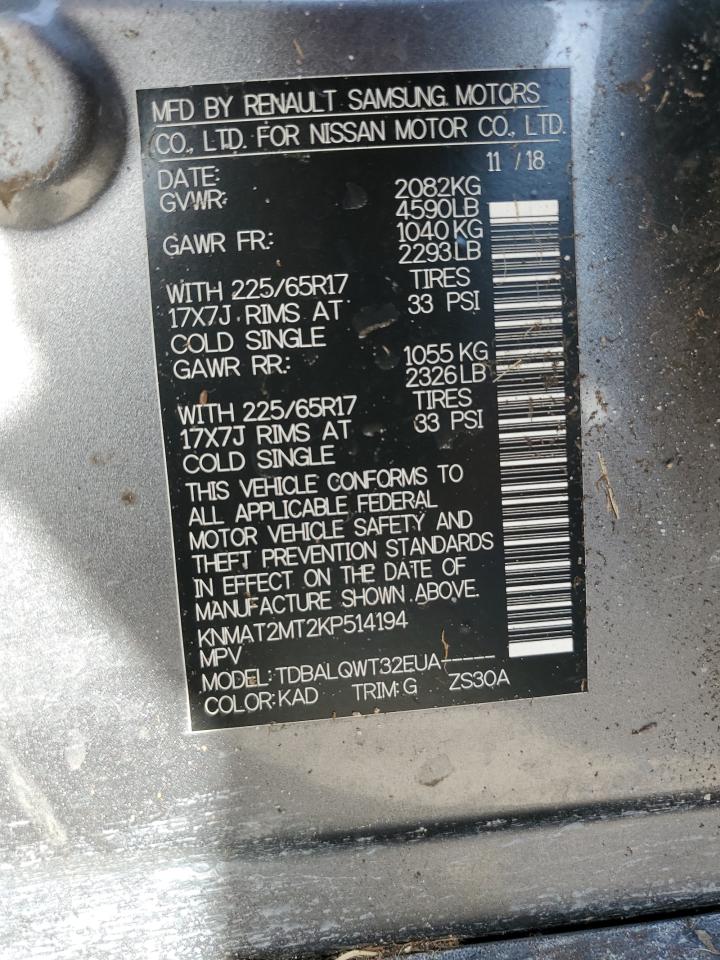 MFD BY RENAULT SAMSUNG MOTORS
CO., LTD. FOR NISSAN MOTOR CO., LTD.
DATE: 11 / 18
GVWR: 2082KG
4590LB
GAWR FR: 1040KG
2293LB
WITH 225/65R17 TIRES
17X7J RIMS AT 33 PSI
COLD SINGLE
GAWR RR: 1055KG
2326LB
WITH 225/65R17 TIRES
17X7J RIMS AT 33 PSI
COLD SINGLE
THIS VEHICLE CONFORMS TO
ALL APPLICABLE FEDERAL
MOTOR VEHICLE SAFETY AND
THEFT PREVENTION STANDARDS
IN EFFECT ON THE DATE OF
MANUFACTURE SHOWN ABOVE.
KNMAT2MT2KP514194
MPV
MODEL:TDBALQWT32EUA-----
COLOR:KAD TRIM:G ZS30A